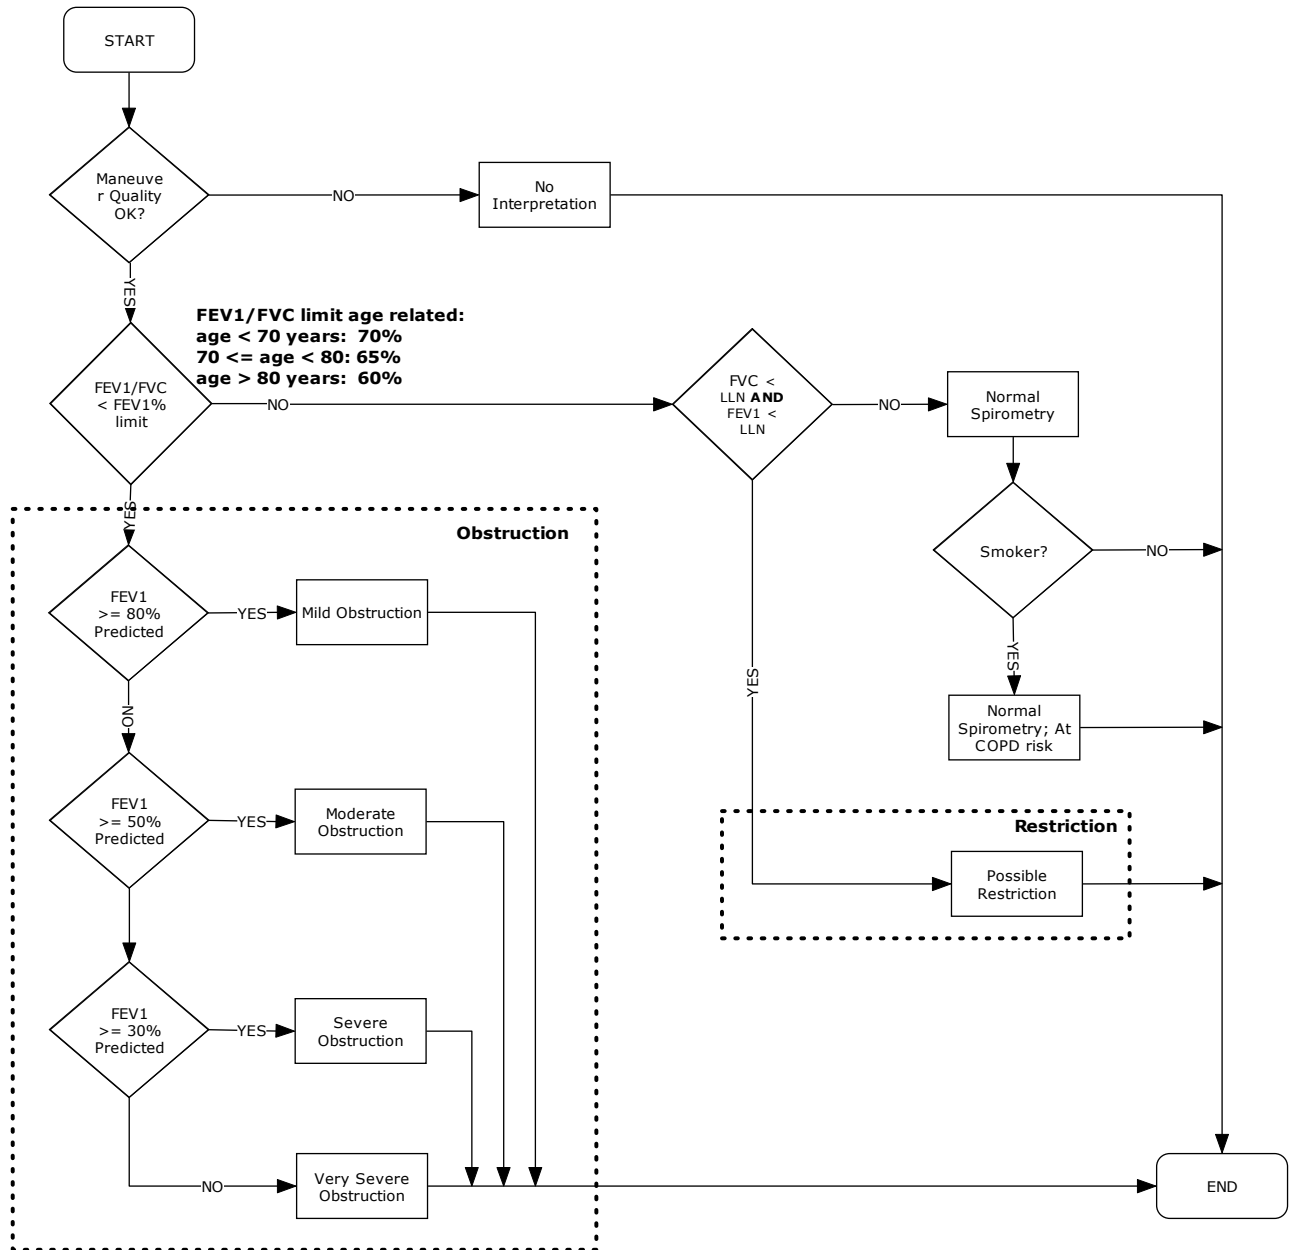 START
Maneuve
r Quality
OK?
NO
No
Interpretation
YES
FEV1/FVC limit age related:
age < 70 years:  70%
70 <= age < 80: 65%
age > 80 years:  60%
FEV1/FVC
< FEV1%
limit
NO
FVC <
LLN AND
FEV1 <
LLN
NO
Normal
Spirometry
YES
Obstruction
Smoker?
NO
FEV1
>= 80%
Predicted
YES
Mild Obstruction
YES
YES
NO
Normal
Spirometry; At
COPD risk
FEV1
>= 50%
Predicted
YES
Moderate
Obstruction
Restriction
Possible
Restriction
FEV1
>= 30%
Predicted
YES
Severe
Obstruction
NO
Very Severe
Obstruction
END